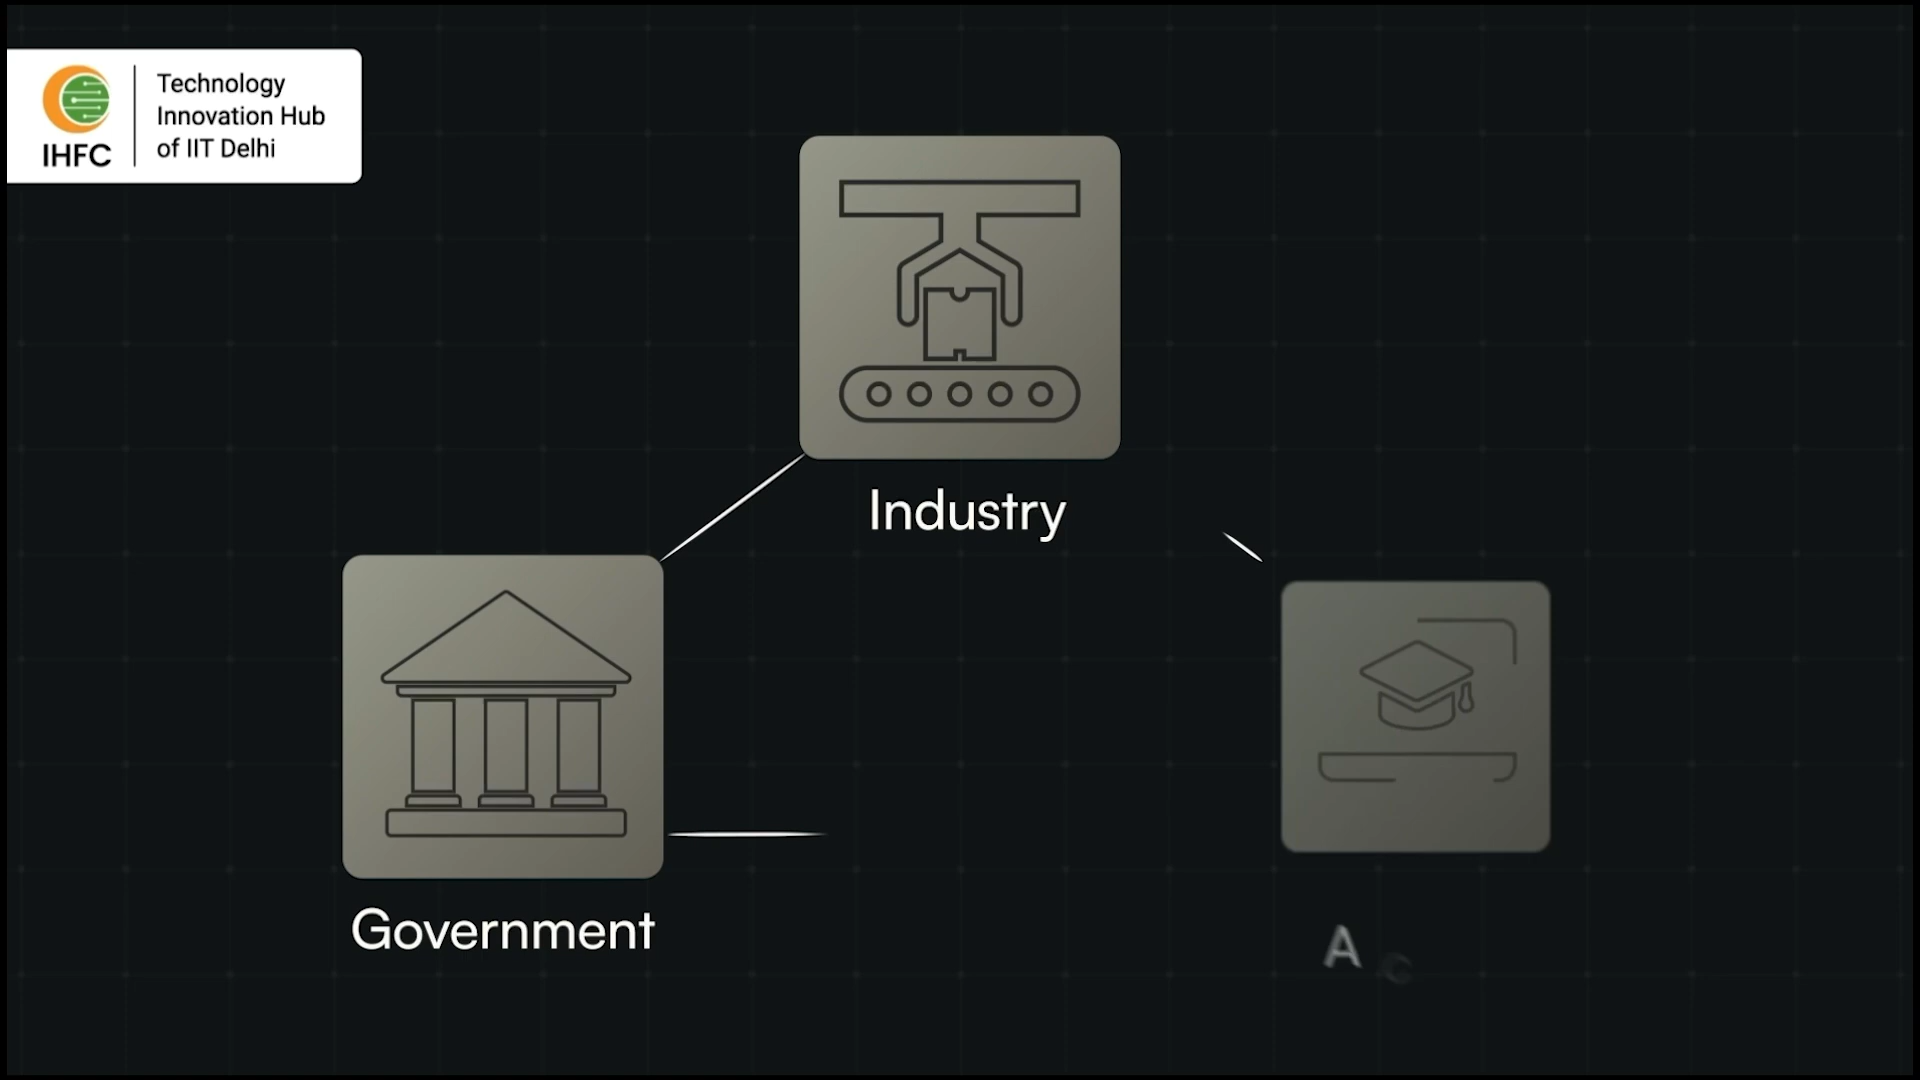 Technology
Innovation Hub
of IIT Delhi
IHFC
Industry
Government
A c